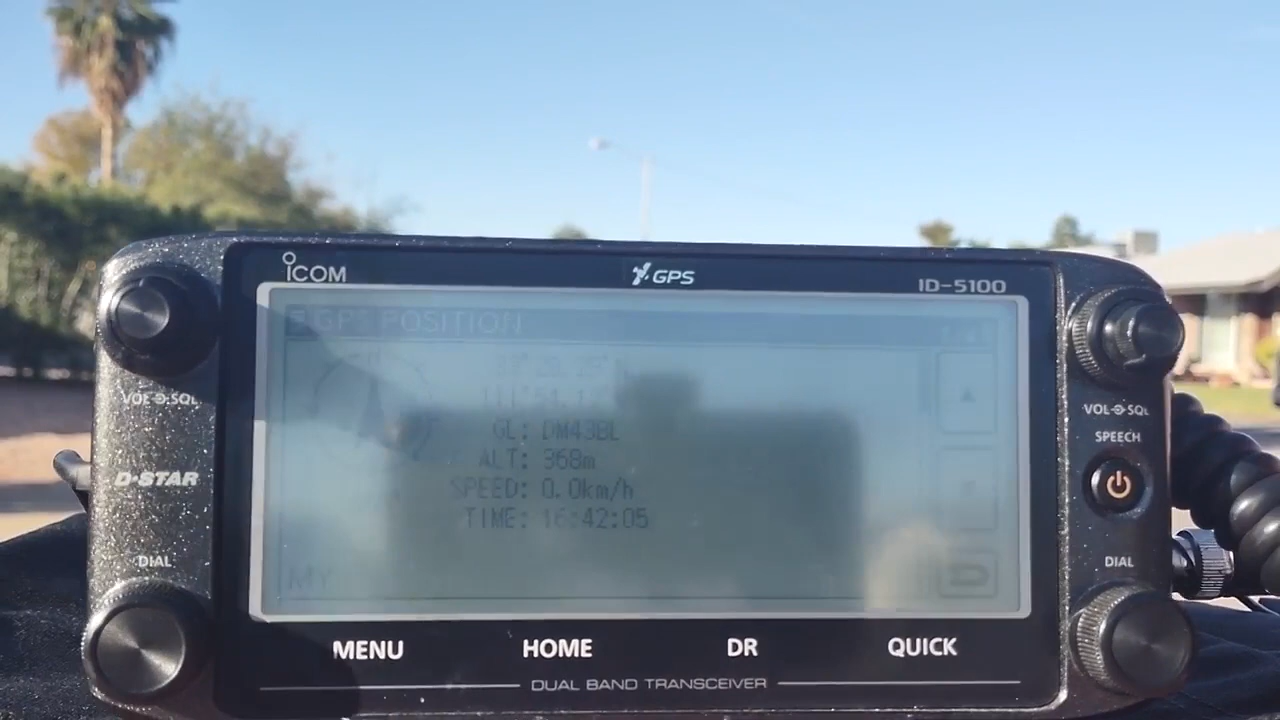 ICOM
GPS
ID-5100
GPS POSITION
GL: DM43BL
ALT: 368m
SPEED: 0.0km/h
TIME: 16:42:05
MY
VOL SQL
D-STAR
DIAL
VOL SQL
SPEECH
DIAL
MENU HOME DR QUICK
DUAL BAND TRANSCEIVER